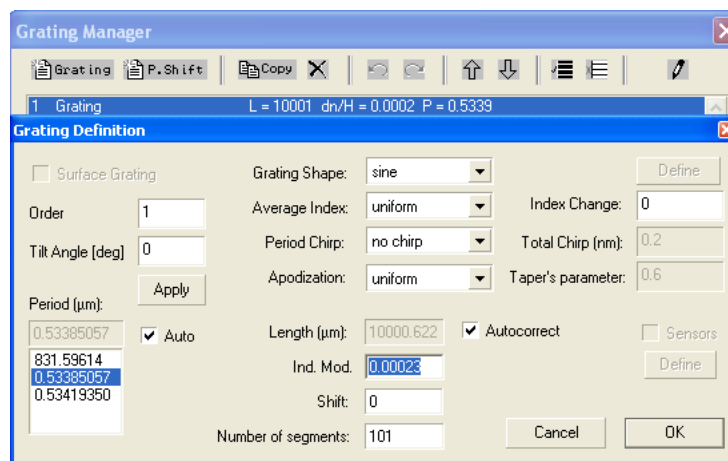 Grating Manager
Grating P.Shift Copy
1 Grating L = 10001 dn/H = 0.0002 P = 0.5339
Grating Definition
Surface Grating Grating Shape: sine Define
Order 1 Average Index: uniform Index Change: 0
Tilt Angle [deg] 0 Period Chirp: no chirp Total Chirp (nm): 0.2
Apply Apodization: uniform Taper's parameter: 0.6
Period (µm):
0.53385057 Auto Length (µm): 10000.622 Autocorrect Sensors
831.59614
0.53385057 Ind. Mod. 0.00023 Define
0.53419350
Shift: 0
Number of segments: 101 Cancel OK